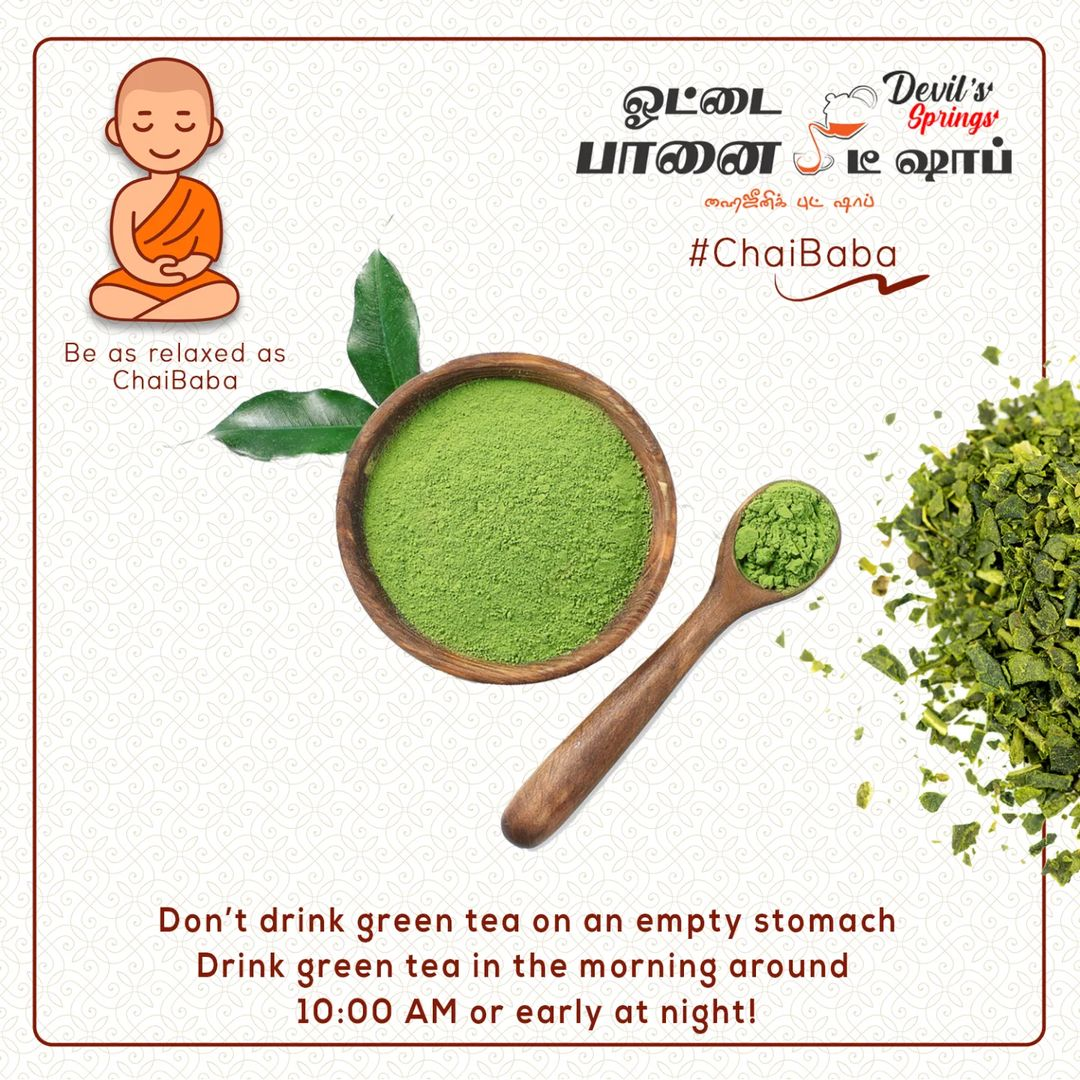 ஓட்டை
Devil's
Springs
பானை டீ ஷாப்
ஹைஜீனிக் புட் ஷாப்
#ChaiBaba
Be as relaxed as
ChaiBaba
Don't drink green tea on an empty stomach
Drink green tea in the morning around
10:00 AM or early at night!